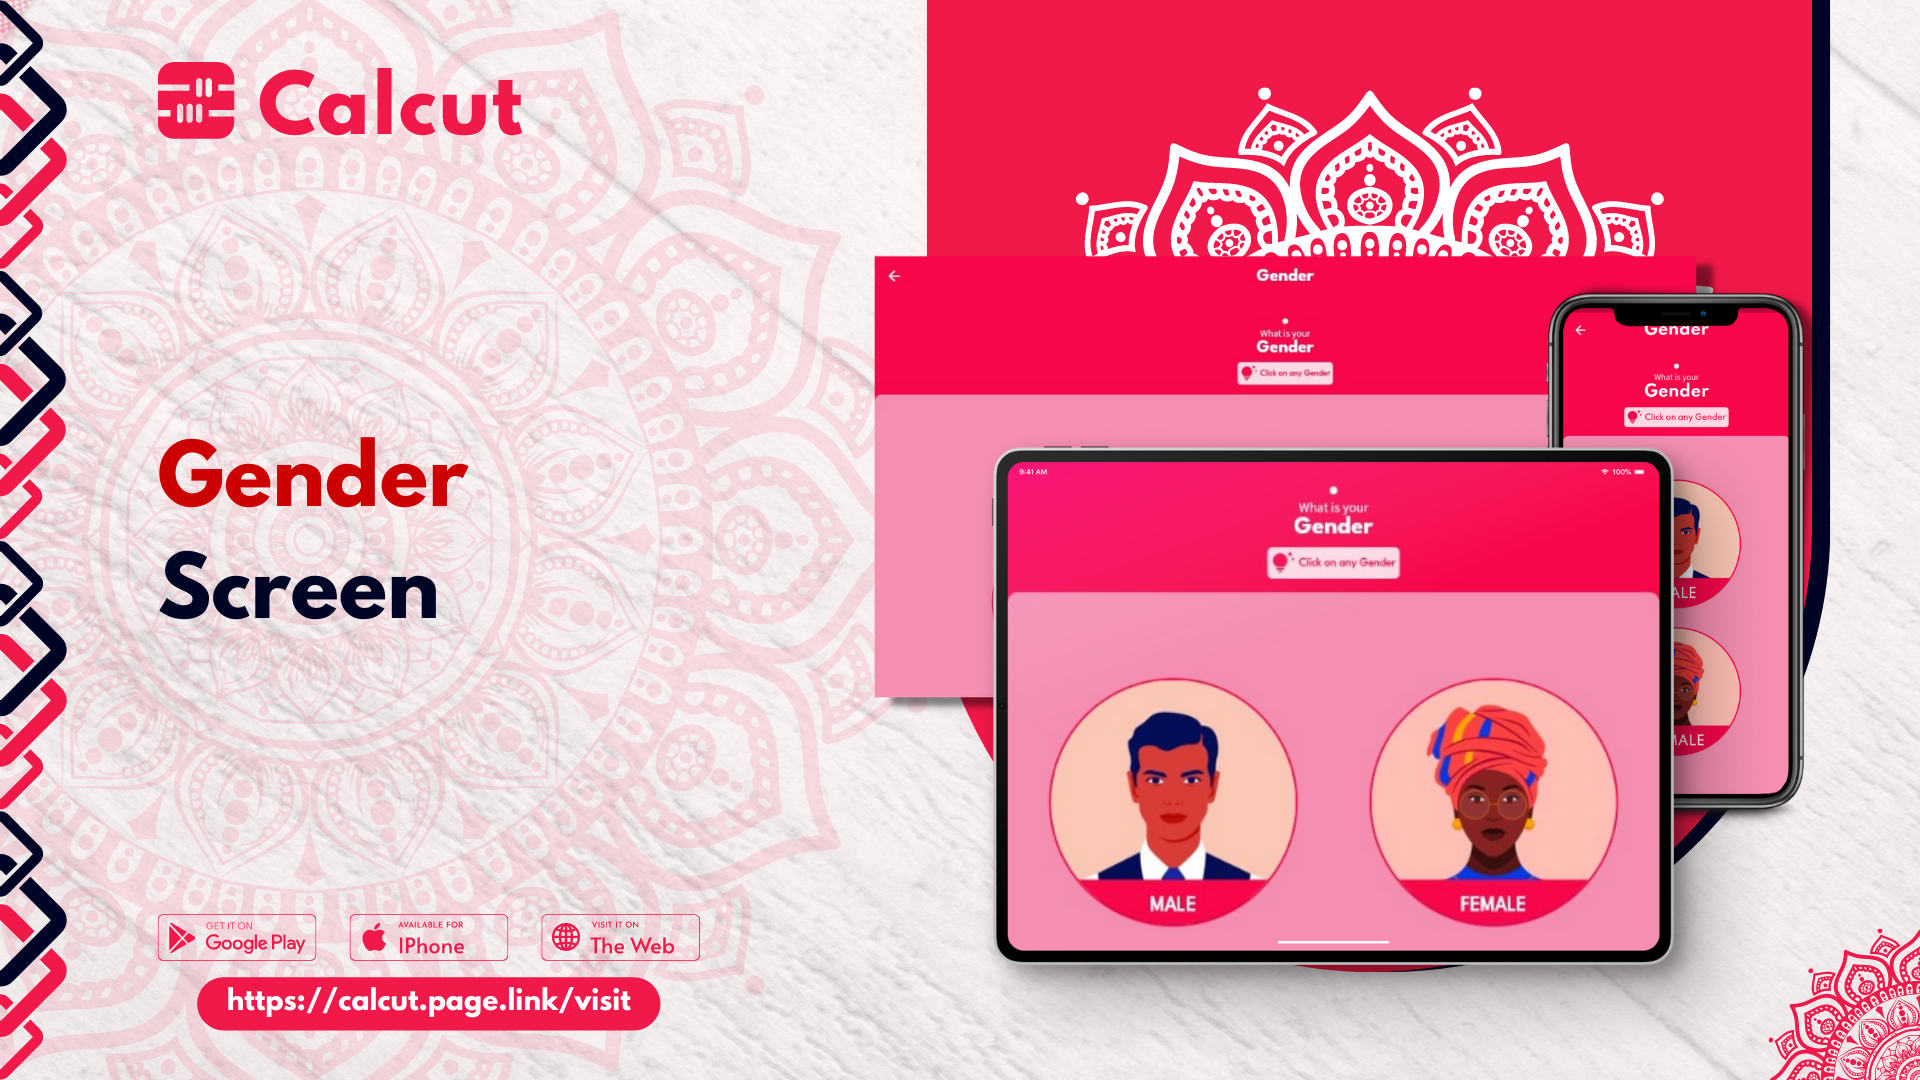 Calcut
Gender
Screen
GET IT ON
Google Play
AVAILABLE FOR
IPhone
VISIT IT ON
The Web
https://calcut.page.link/visit
Gender
What is your
Gender
Click on any Gender
Gender
What is your
Gender
Click on any Gender
ALE
ALE
9:41 AM
100%
What is your
Gender
Click on any Gender
MALE
FEMALE